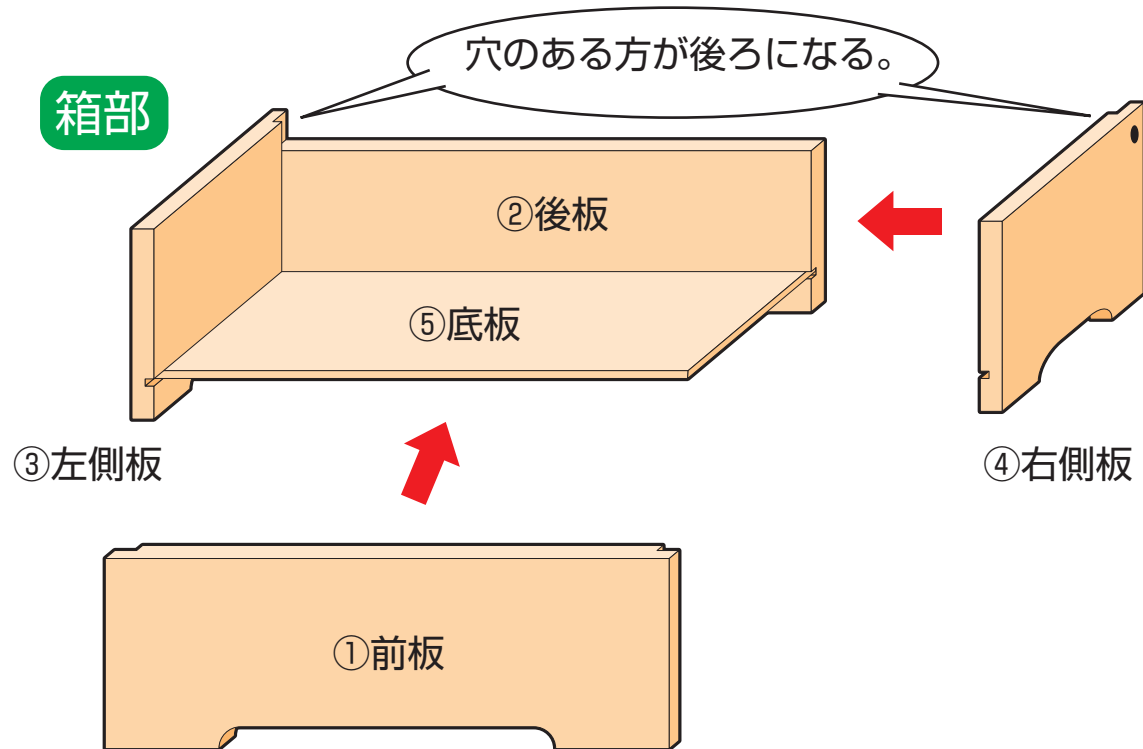 穴のある方が後ろになる。
箱部
②後板
⑤底板
③左側板
④右側板
①前板